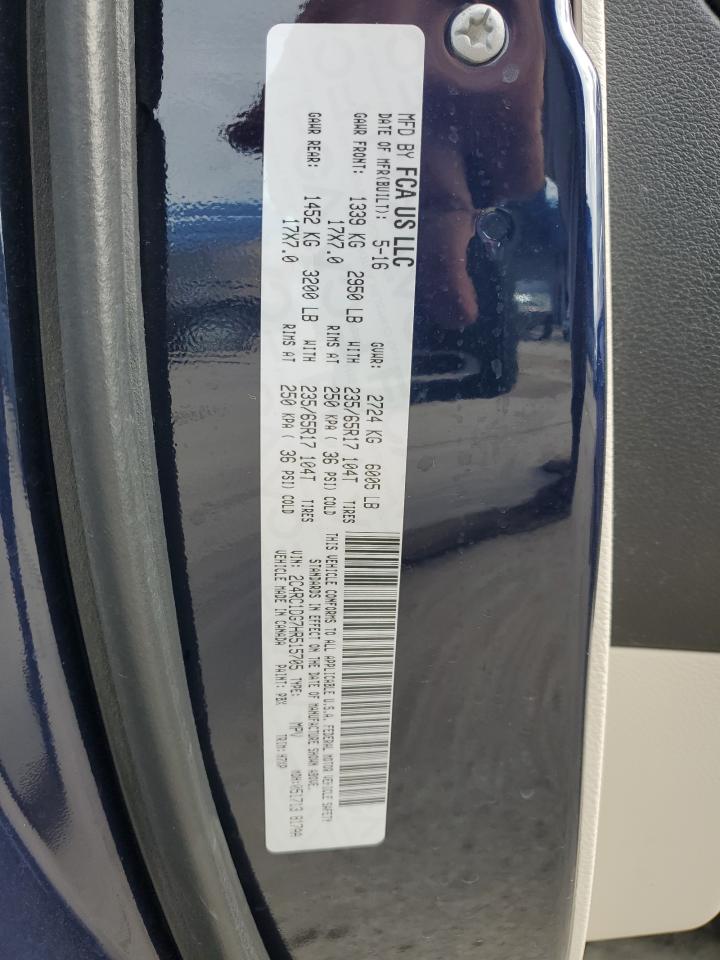 MFD BY FCA US LLC
DATE OF MFR(BUILT): 5-16 GVWR: 2724 KG 6005 LB
GAWR FRONT: 1339 KG 2950 LB WITH 235/65R17 104T TIRES
17X7.0 RIMS AT 250 KPA ( 36 PSI) COLD
GAWR REAR: 1452 KG 3200 LB WITH 235/65R17 104T TIRES
17X7.0 RIMS AT 250 KPA ( 36 PSI) COLD
THIS VEHICLE CONFORMS TO ALL APPLICABLE U.S.A. FEDERAL MOTOR VEHICLE SAFETY
STANDARDS IN EFFECT ON THE DATE OF MANUFACTURE SHOWN ABOVE.
VIN: 2C4RC1DG7HR515705 TYPE: MPV
VEHICLE MADE IN CANADA PAINT: PBX